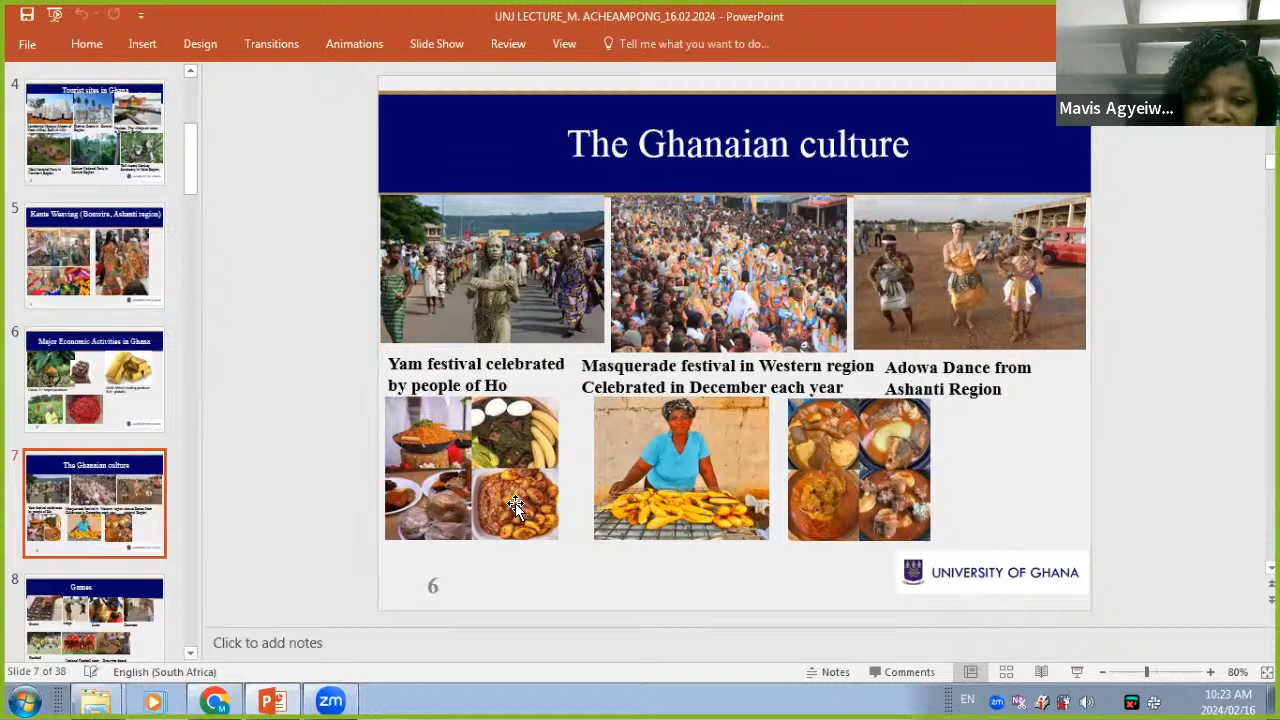 UNJ LECTURE_M. ACHEAMPONG_16.02.2024 - PowerPoint
File Home Insert Design Transitions Animations Slide Show Review View Tell me what you want to do...
Mavis Agyeiw...
4
Tourist sites in Ghana
5
Kente Weaving (Bonwire, Ashanti region)
6
Major Economic Activities in Ghana
7
The Ghanaian culture
8
Games
The Ghanaian culture
Yam festival celebrated
by people of Ho
Masquerade festival in Western region
Celebrated in December each year
Adowa Dance from
Ashanti Region
6
UNIVERSITY OF GHANA
Click to add notes
Slide 7 of 38 English (South Africa) Notes Comments 80%
zm EN zm 10:23 AM
2024/02/16